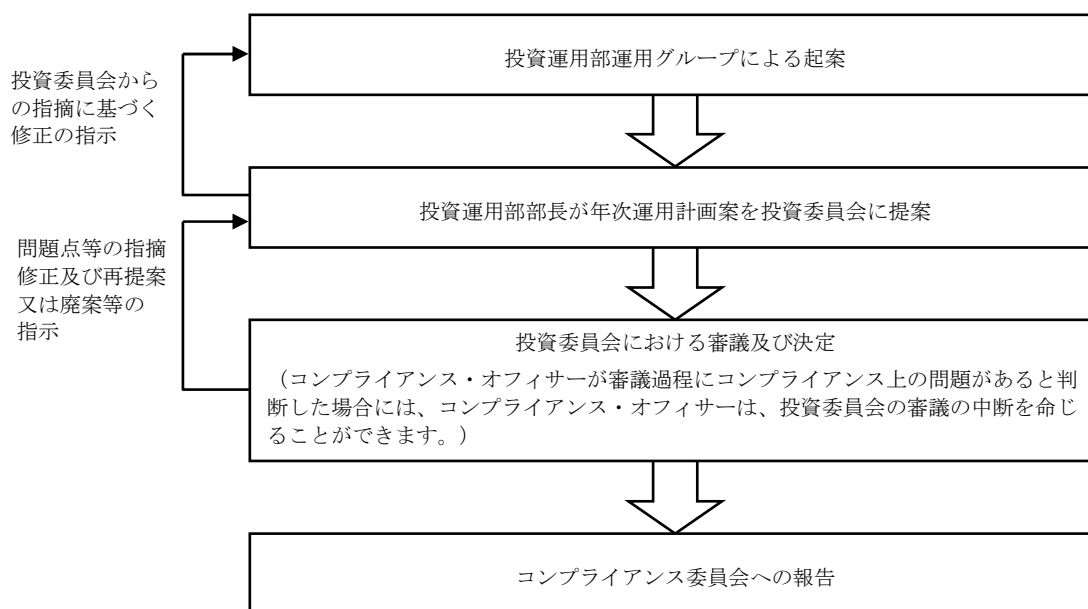 投資運用部運用グループによる起案
投資委員会から
の指摘に基づく
修正の指示
投資運用部部長が年次運用計画案を投資委員会に提案
問題点等の指摘
修正及び再提案
又は廃案等の
指示
投資委員会における審議及び決定
（コンプライアンス・オフィサーが審議過程にコンプライアンス上の問題があると判
断した場合には、コンプライアンス・オフィサーは、投資委員会の審議の中断を命じ
ることができます。）
コンプライアンス委員会への報告